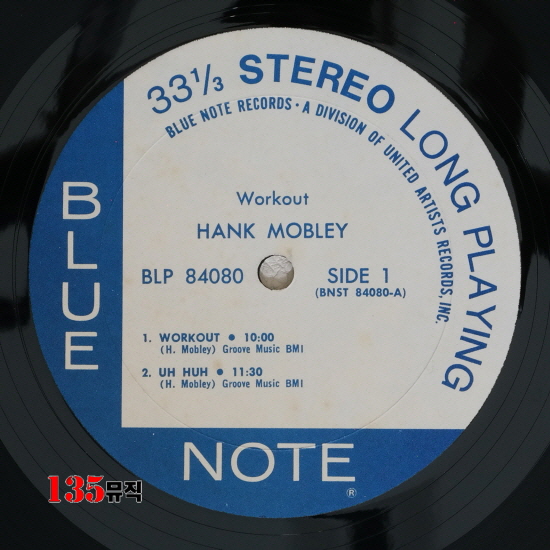 33⅓ STEREO LONG PLAYING
BLUE NOTE RECORDS • A DIVISION OF UNITED ARTISTS RECORDS, INC.
Workout
HANK MOBLEY
BLP 84080
SIDE 1
(BNST 84080-A)
1. WORKOUT • 10:00
(H. Mobley) Groove Music BMI
2. UH HUH • 11:30
(H. Mobley) Groove Music BMI
BLUE
NOTE
®
135뮤직